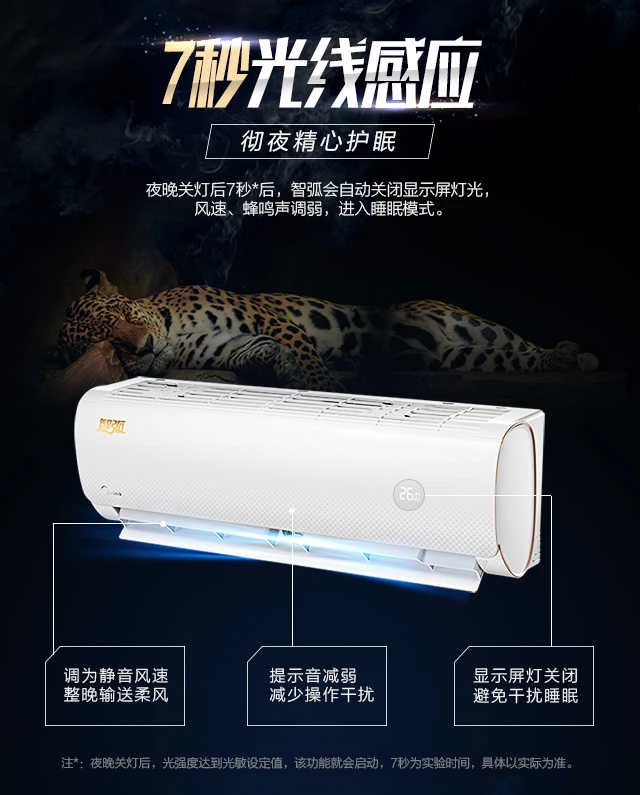 7秒光线感应
彻夜精心护眠
夜晚关灯后7秒*后，智弧会自动关闭显示屏灯光，
风速、蜂鸣声调弱，进入睡眠模式。
智弧
Midea
26
调为静音风速
整晚输送柔风
提示音减弱
减少操作干扰
显示屏灯关闭
避免干扰睡眠
注*：夜晚关灯后，光强度达到光敏设定值，该功能就会启动，7秒为实验时间，具体以实际为准。